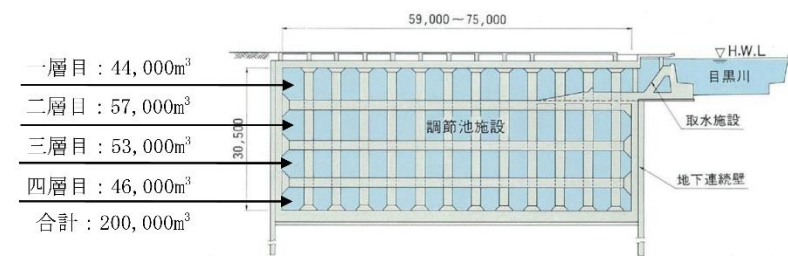 59,000～75,000
一層目：44,000m³
二層目：57,000m³
三層目：53,000m³
四層目：46,000m³
合計：200,000m³
30,500
調節池施設
▽H.W.L
目黒川
取水施設
地下連続壁